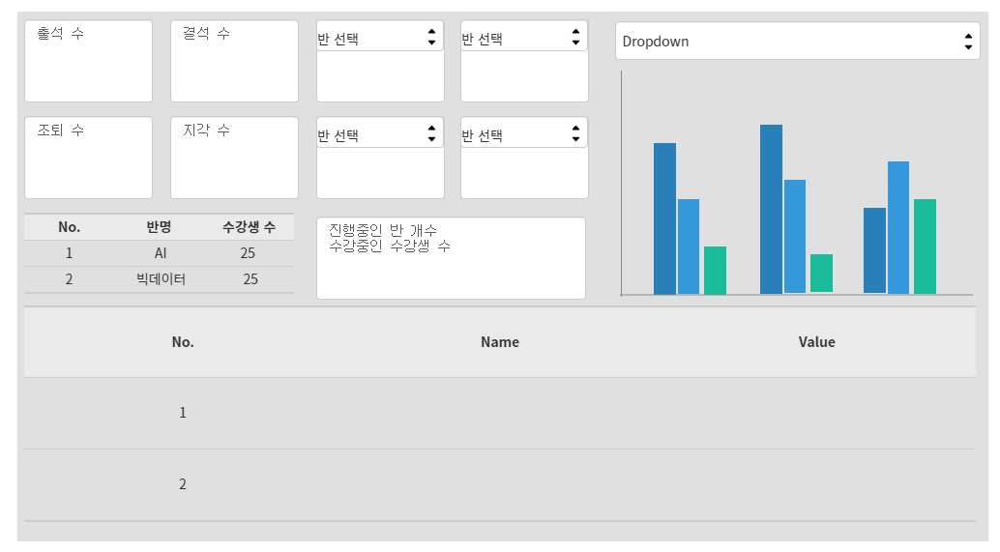 출석 수
결석 수
반 선택
반 선택
Dropdown
조퇴 수
지각 수
반 선택
반 선택
No. 반명 수강생 수
1 AI 25
2 빅데이터 25
진행중인 반 개수
수강중인 수강생 수
No. Name Value
1
2